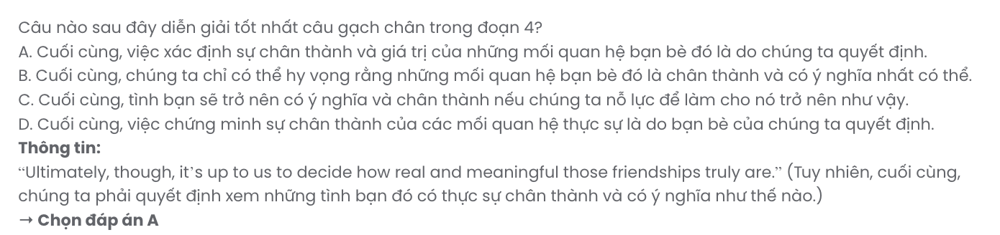 Câu nào sau đây diễn giải tốt nhất câu gạch chân trong đoạn 4?
A. Cuối cùng, việc xác định sự chân thành và giá trị của những mối quan hệ bạn bè đó là do chúng ta quyết định.
B. Cuối cùng, chúng ta chỉ có thể hy vọng rằng những mối quan hệ bạn bè đó là chân thành và có ý nghĩa nhất có thể.
C. Cuối cùng, tình bạn sẽ trở nên có ý nghĩa và chân thành nếu chúng ta nỗ lực để làm cho nó trở nên như vậy.
D. Cuối cùng, việc chứng minh sự chân thành của các mối quan hệ thực sự là do bạn bè của chúng ta quyết định.
Thông tin:
“Ultimately, though, it’s up to us to decide how real and meaningful those friendships truly are.” (Tuy nhiên, cuối cùng,
chúng ta phải quyết định xem những tình bạn đó có thực sự chân thành và có ý nghĩa như thế nào.)
→ Chọn đáp án A